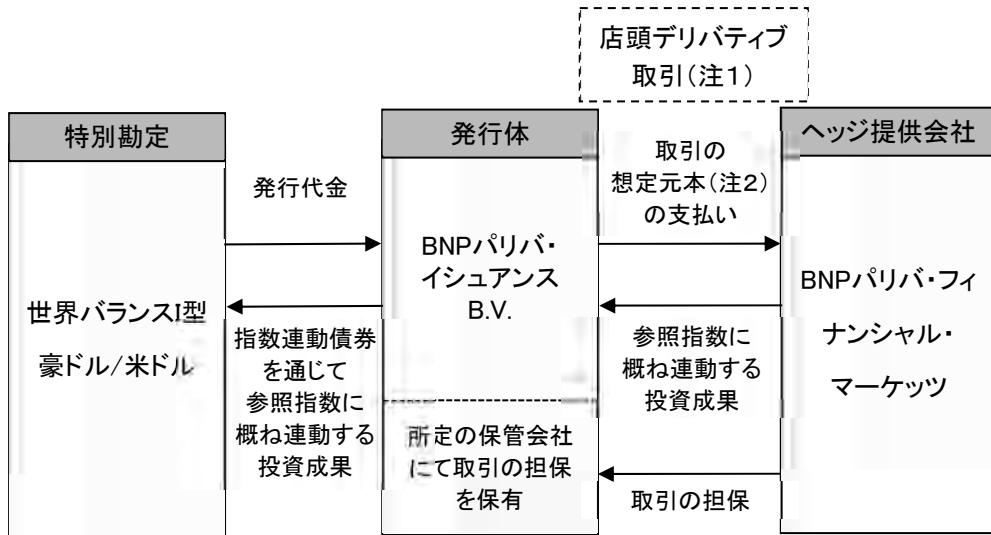 店頭デリバティブ
取引(注1)
特別勘定
発行体
ヘッジ提供会社
世界バランスI型
豪ドル/米ドル
発行代金
指数連動債券
を通じて
参照指数に
概ね連動する
投資成果
BNPパリバ・
イシュアンス
B.V.
所定の保管会社
にて取引の担保
を保有
取引の
想定元本(注2)
の支払い
参照指数に
概ね連動する
投資成果
取引の担保
BNPパリバ・フィ
ナンシャル・
マーケッツ